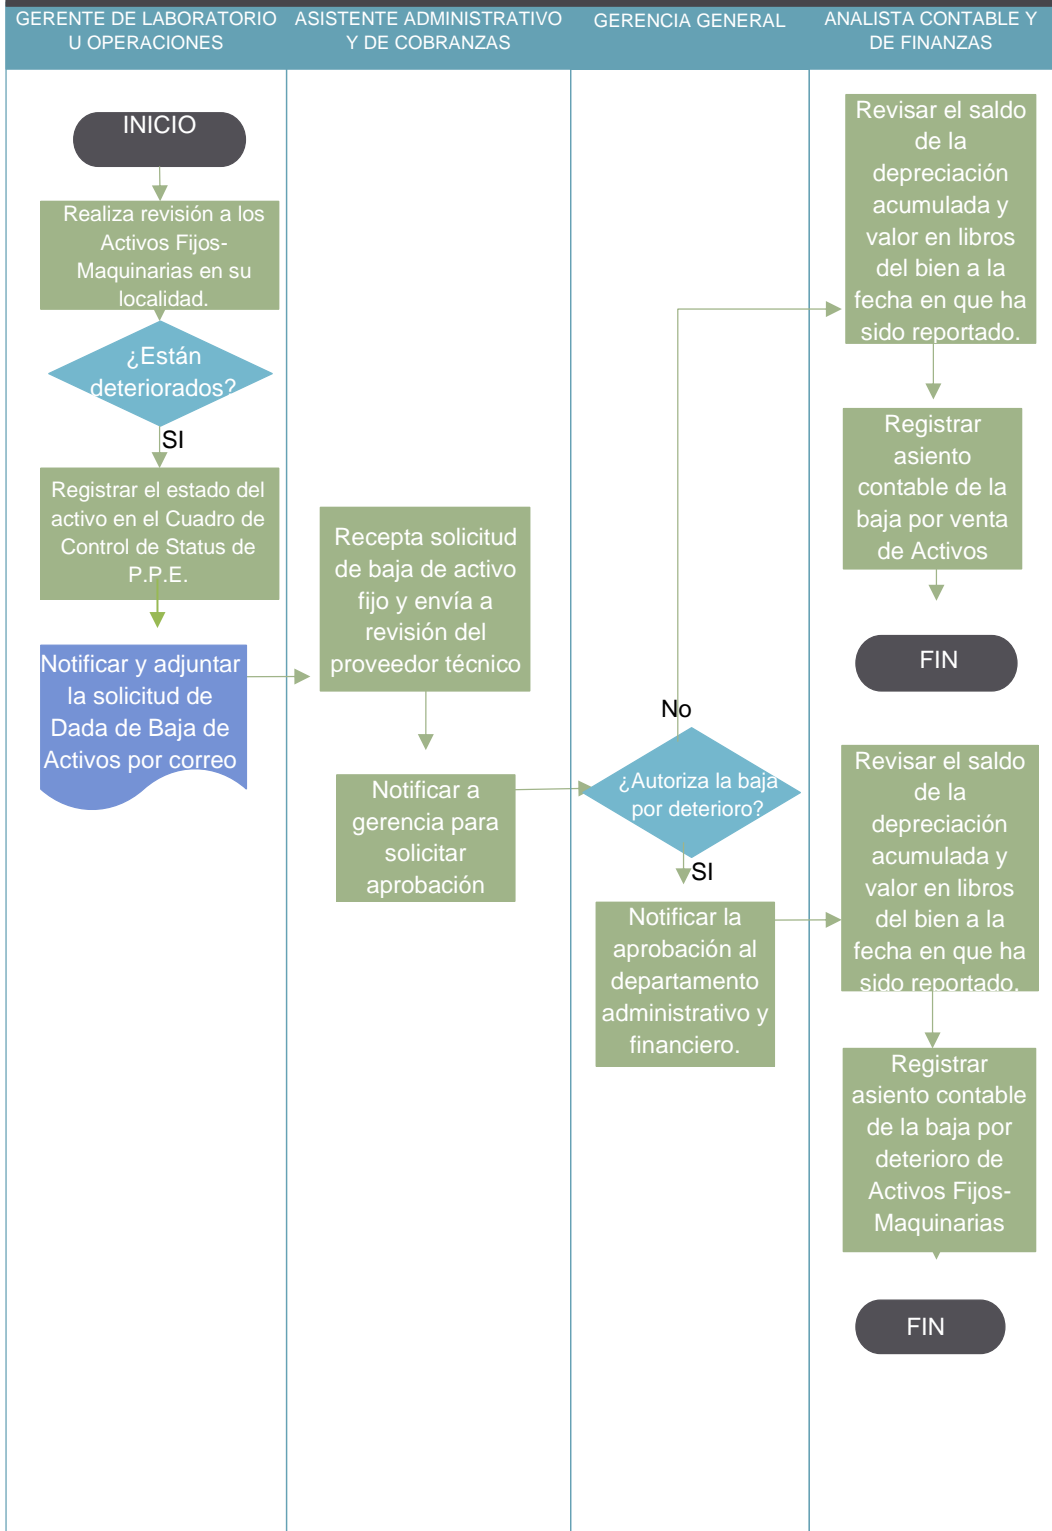 GERENTE DE LABORATORIO
U OPERACIONES
ASISTENTE ADMINISTRATIVO
Y DE COBRANZAS
GERENCIA GENERAL
ANALISTA CONTABLE Y
DE FINANZAS
INICIO
Realiza revisión a los
Activos Fijos-
Maquinarias en su
localidad.
¿Están
deteriorados?
SI
Registrar el estado del
activo en el Cuadro de
Control de Status de
P.P.E.
Notificar y adjuntar
la solicitud de
Dada de Baja de
Activos por correo
Recepta solicitud
de baja de activo
fijo y envía a
revisión del
proveedor técnico
Notificar a
gerencia para
solicitar
aprobación
No
¿Autoriza la baja
por deterioro?
SI
Notificar la
aprobación al
departamento
administrativo y
financiero.
Revisar el saldo
de la
depreciación
acumulada y
valor en libros
del bien a la
fecha en que ha
sido reportado.
Registrar
asiento
contable de la
baja por venta
de Activos
FIN
Revisar el saldo
de la
depreciación
acumulada y
valor en libros
del bien a la
fecha en que ha
sido reportado.
Registrar
asiento contable
de la baja por
deterioro de
Activos Fijos-
Maquinarias
FIN